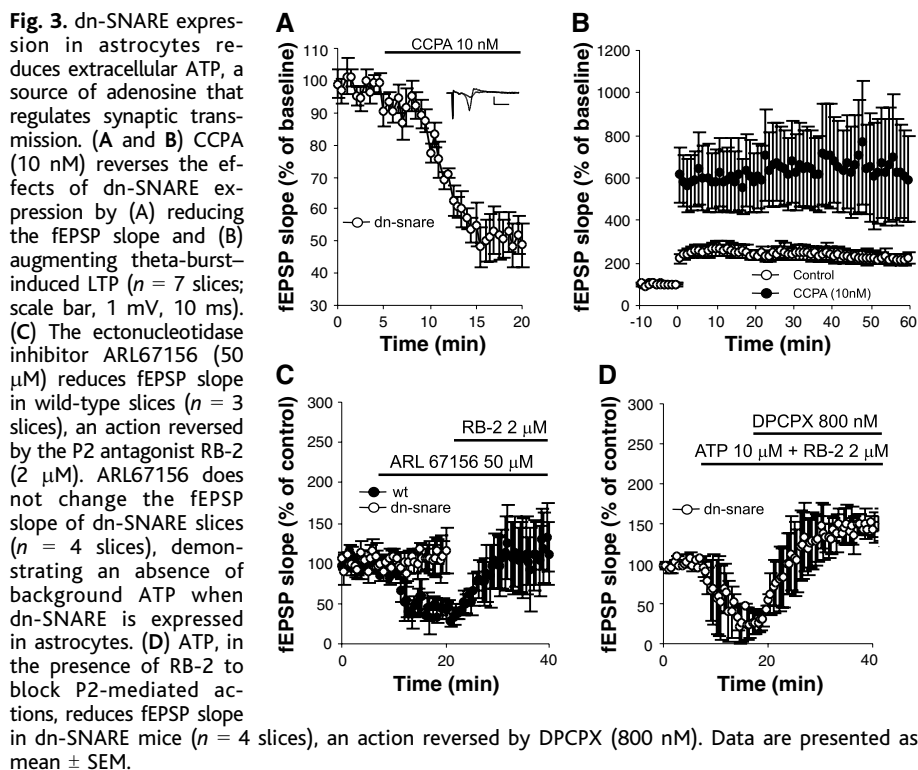 Fig. 3. dn-SNARE expres-
sion in astrocytes re-
duces extracellular ATP, a
source of adenosine that
regulates synaptic trans-
mission. (A and B) CCPA
(10 nM) reverses the ef-
fects of dn-SNARE ex-
pression by (A) reducing
the fEPSP slope and (B)
augmenting theta-burst–
induced LTP (n = 7 slices;
scale bar, 1 mV, 10 ms).
(C) The ectonucleotidase
inhibitor ARL67156 (50
μM) reduces fEPSP slope
in wild-type slices (n = 3
slices), an action reversed
by the P2 antagonist RB-2
(2 μM). ARL67156 does
not change the fEPSP
slope of dn-SNARE slices
(n = 4 slices), demon-
strating an absence of
background ATP when
dn-SNARE is expressed
in astrocytes. (D) ATP, in
the presence of RB-2 to
block P2-mediated ac-
tions, reduces fEPSP slope
in dn-SNARE mice (n = 4 slices), an action reversed by DPCPX (800 nM). Data are presented as
mean ± SEM.
A
fEPSP slope (% of baseline)
110
100
90
80
70
60
50
40
30
CCPA 10 nM
dn-snare
0 5 10 15 20
Time (min)
B
fEPSP slope (% of baseline)
1200
1000
800
600
400
200
0
Control
CCPA (10nM)
-10 0 10 20 30 40 50 60
Time (min)
C
fEPSP slope (% of control)
300
250
200
150
100
50
0
RB-2 2 μM
ARL 67156 50 μM
wt
dn-snare
0 20 40
Time (min)
D
fEPSP slope (% of control)
300
250
200
150
100
50
0
DPCPX 800 nM
ATP 10 μM + RB-2 2 μM
dn-snare
0 20 40
Time (min)